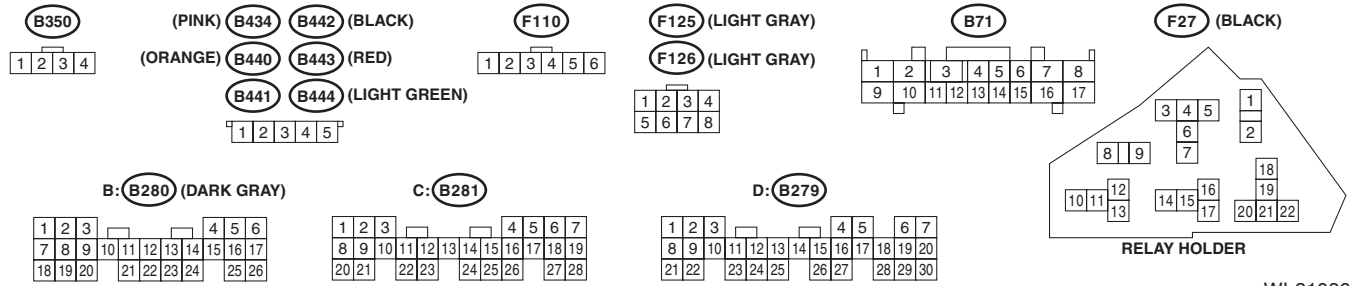 B350 (PINK) B434 B442 (BLACK) F110 F125 (LIGHT GRAY) B71 F27 (BLACK)
(ORANGE) B440 B443 (RED) F126 (LIGHT GRAY)
B441 B444 (LIGHT GREEN)
1 2 3 4
1 2 3 4 5
1 2 3 4 5 6
1 2 3 4
5 6 7 8
1 2 3 4 5 6 7 8
9 10 11 12 13 14 15 16 17
3 4 5 1
6 2
8 9 7
18
10 11 12 14 15 16 19
13 17 20 21 22
RELAY HOLDER
B: B280 (DARK GRAY) C: B281 D: B279
1 2 3 4 5 6
7 8 9 10 11 12 13 14 15 16 17
18 19 20 21 22 23 24 25 26
1 2 3 4 5 6 7
8 9 10 11 12 13 14 15 16 17 18 19
20 21 22 23 24 25 26 27 28
1 2 3 4 5 6 7
8 9 10 11 12 13 14 15 16 17 18 19 20
21 22 23 24 25 26 27 28 29 30